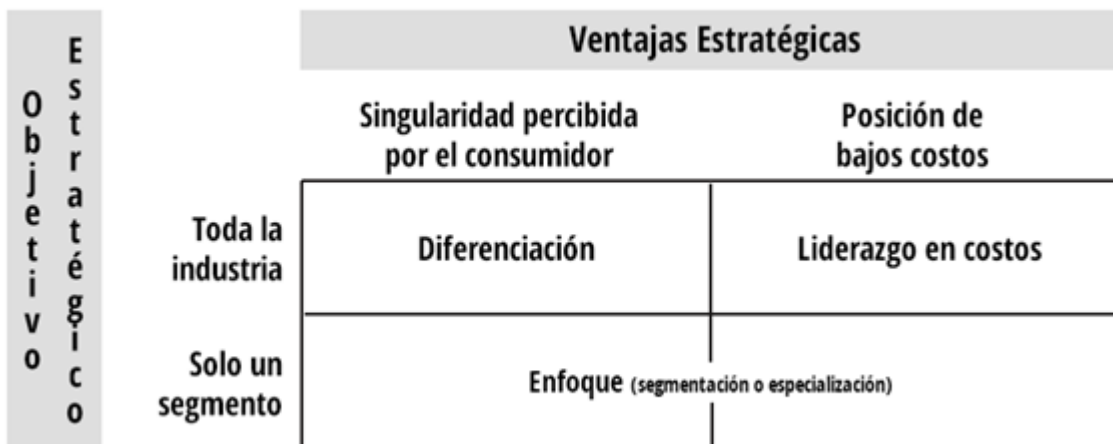 Objetivo
Estratégico
Ventajas Estratégicas
Singularidad percibida
por el consumidor
Posición de
bajos costos
Toda la
industria
Diferenciación
Liderazgo en costos
Solo un
segmento
Enfoque (segmentación o especialización)